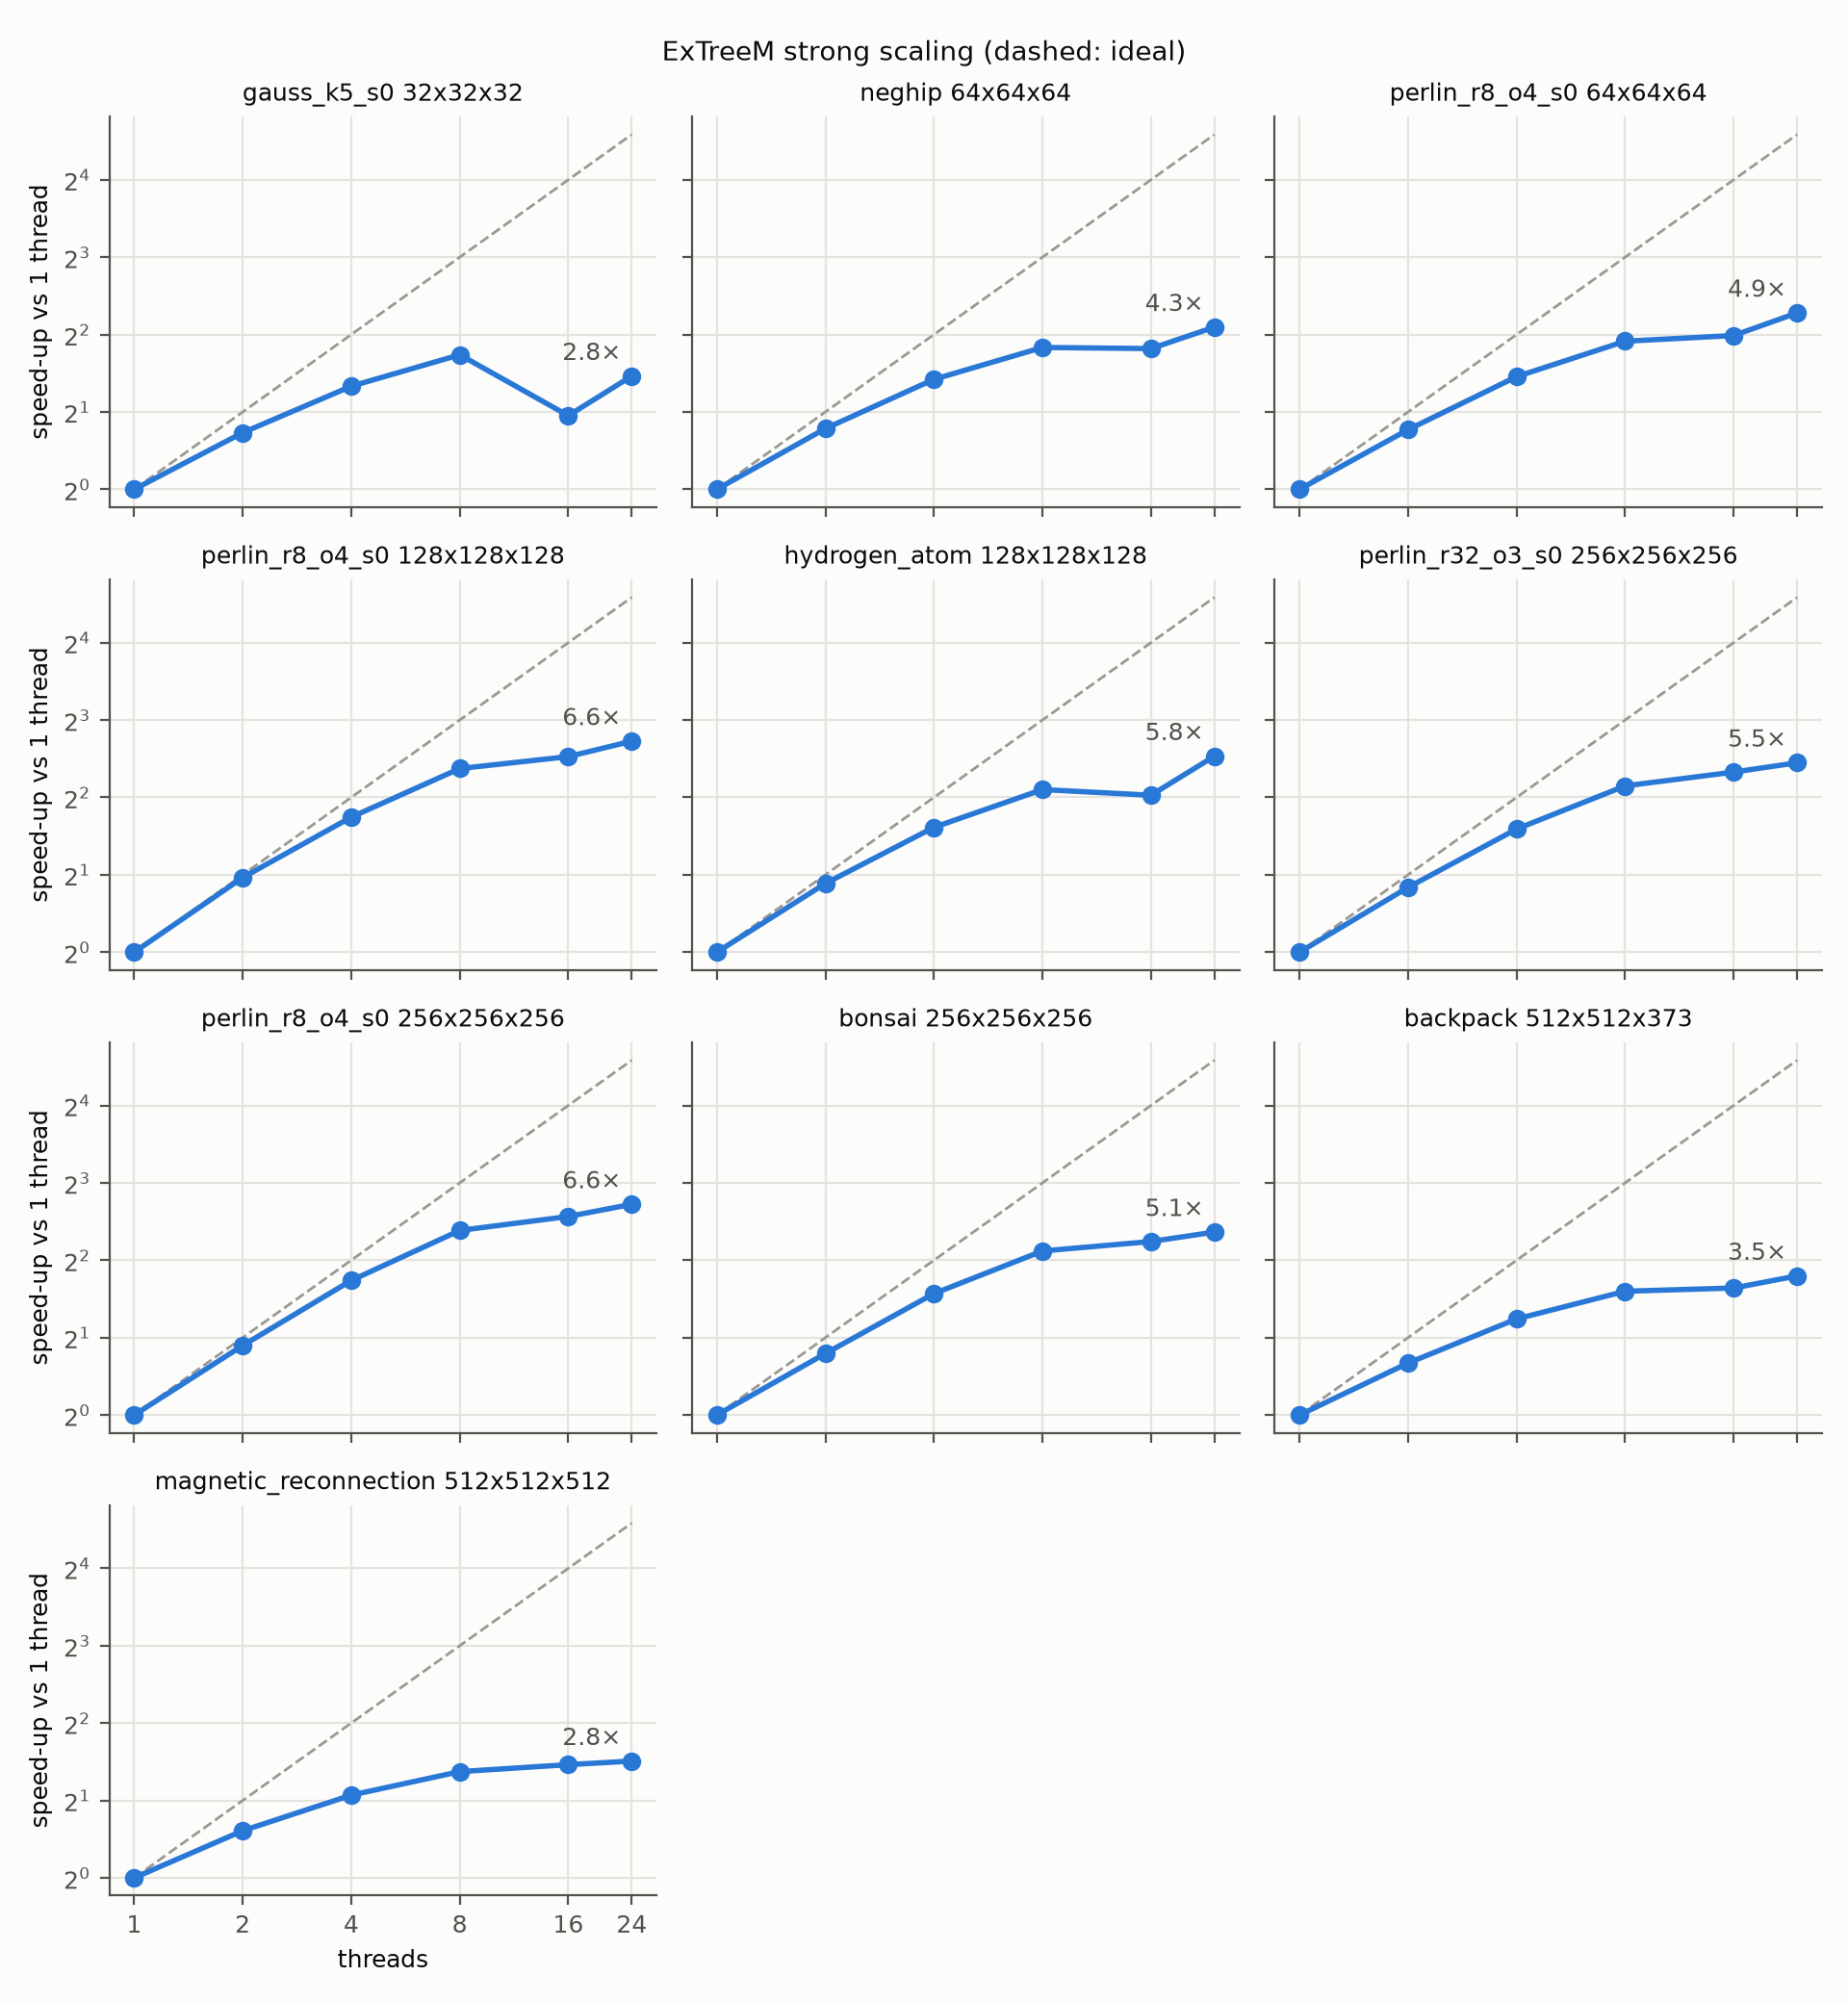 ExTreeM strong scaling (dashed: ideal)
gauss_k5_s0 32x32x32
neghip 64x64x64
perlin_r8_o4_s0 64x64x64
speed-up vs 1 thread
2⁴
2³
2²
2¹
2⁰
2.8×
4.3×
4.9×
perlin_r8_o4_s0 128x128x128
hydrogen_atom 128x128x128
perlin_r32_o3_s0 256x256x256
speed-up vs 1 thread
2⁴
2³
2²
2¹
2⁰
6.6×
5.8×
5.5×
perlin_r8_o4_s0 256x256x256
bonsai 256x256x256
backpack 512x512x373
speed-up vs 1 thread
2⁴
2³
2²
2¹
2⁰
6.6×
5.1×
3.5×
magnetic_reconnection 512x512x512
speed-up vs 1 thread
2⁴
2³
2²
2¹
2⁰
2.8×
1 2 4 8 16 24
threads